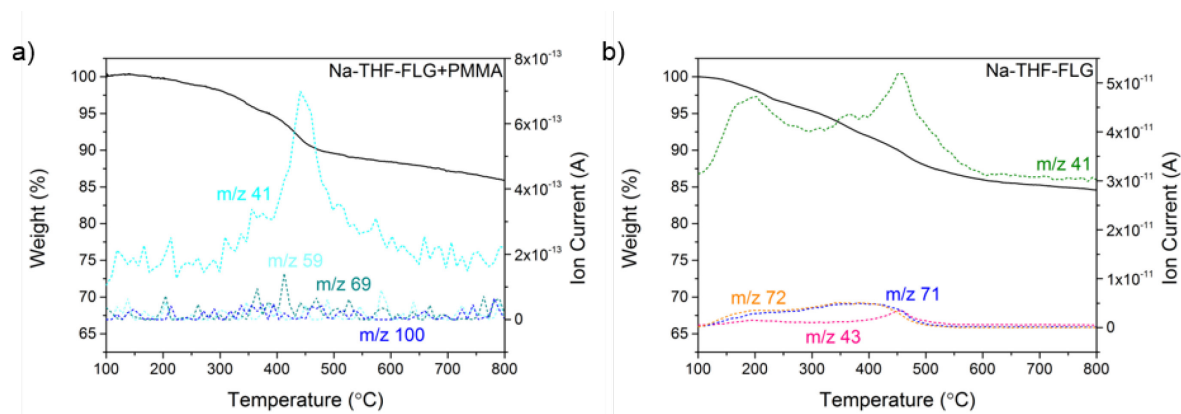 a)
Na-THF-FLG+PMMA
Weight (%)
100
95
90
85
80
75
70
65
8x10⁻¹³
6x10⁻¹³
4x10⁻¹³
2x10⁻¹³
0
Ion Current (A)
m/z 41
m/z 59
m/z 69
m/z 100
100 200 300 400 500 600 700 800
Temperature (°C)
b)
Na-THF-FLG
Weight (%)
100
95
90
85
80
75
70
65
5x10⁻¹¹
4x10⁻¹¹
3x10⁻¹¹
2x10⁻¹¹
1x10⁻¹¹
0
Ion Current (A)
m/z 41
m/z 72
m/z 71
m/z 43
100 200 300 400 500 600 700 800
Temperature (°C)